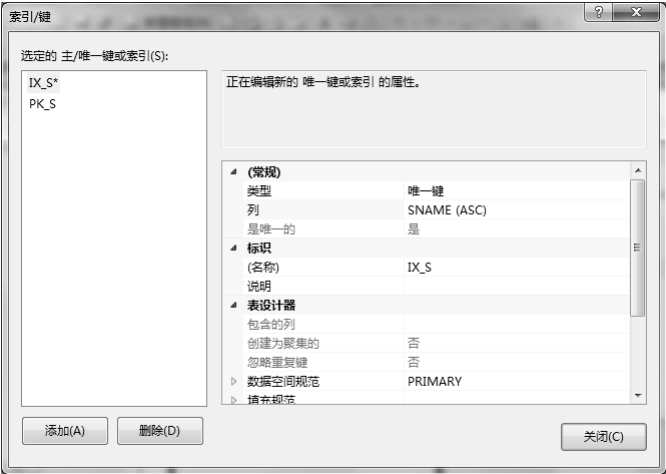 索引/键
选定的 主/唯一键或索引(S):
IX_S*
PK_S
正在编辑新的 唯一键或索引 的属性。
(常规)
类型 唯一键
列 SNAME (ASC)
是唯一的 是
标识
(名称) IX_S
说明
表设计器
包含的列
创建为聚集的 否
忽略重复键 否
数据空间规范 PRIMARY
填充规范
添加(A) 删除(D)
关闭(C)